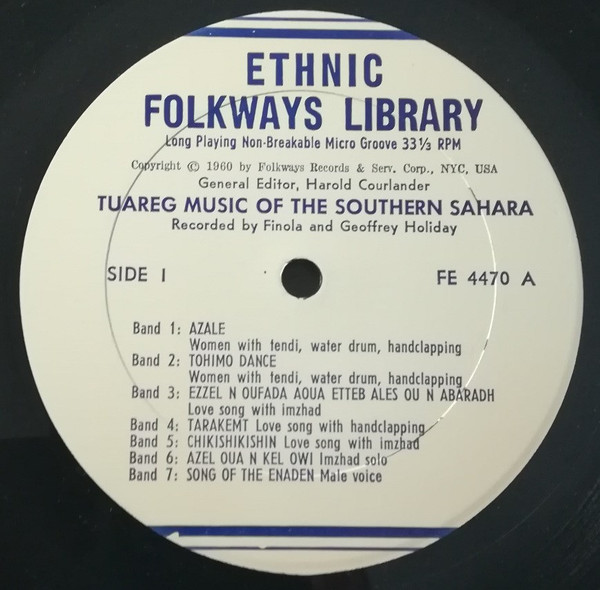 ETHNIC
FOLKWAYS LIBRARY
Long Playing Non-Breakable Micro Groove 33⅓ RPM
Copyright © 1960 by Folkways Records & Serv. Corp., NYC, USA
General Editor, Harold Courlander
TUAREG MUSIC OF THE SOUTHERN SAHARA
Recorded by Finola and Geoffrey Holiday
SIDE I FE 4470 A
Band 1: AZALE
Women with tendi, water drum, handclapping
Band 2: TOHIMO DANCE
Women with tendi, water drum, handclapping
Band 3: EZZEL N OUFADA AOUA ETTEB ALES OU N ABARADH
Love song with imzhad
Band 4: TARAKEMT Love song with handclapping
Band 5: CHIKISHIKISHIN Love song with imzhad
Band 6: AZEL OUA N KEL OWI Imzhad solo
Band 7: SONG OF THE ENADEN Male voice